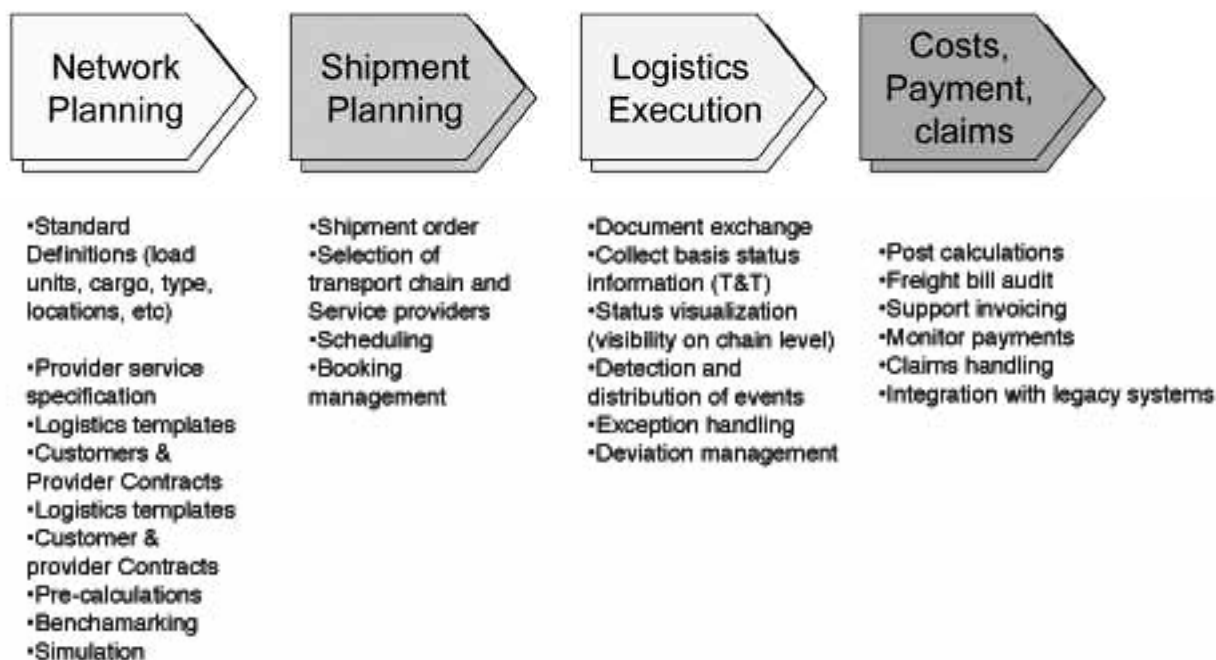 Network
Planning
Shipment
Planning
Logistics
Execution
Costs,
Payment,
claims
•Standard
Definitions (load
units, cargo, type,
locations, etc)
•Provider service
specification
•Logistics templates
•Customers &
Provider Contracts
•Logistics templates
•Customer &
provider Contracts
•Pre-calculations
•Benchamarking
•Simulation
•Shipment order
•Selection of
transport chain and
Service providers
•Scheduling
•Booking
management
•Document exchange
•Collect basis status
information (T&T)
•Status visualization
(visibility on chain level)
•Detection and
distribution of events
•Exception handling
•Deviation management
•Post calculations
•Freight bill audit
•Support invoicing
•Monitor payments
•Claims handling
•Integration with legacy systems